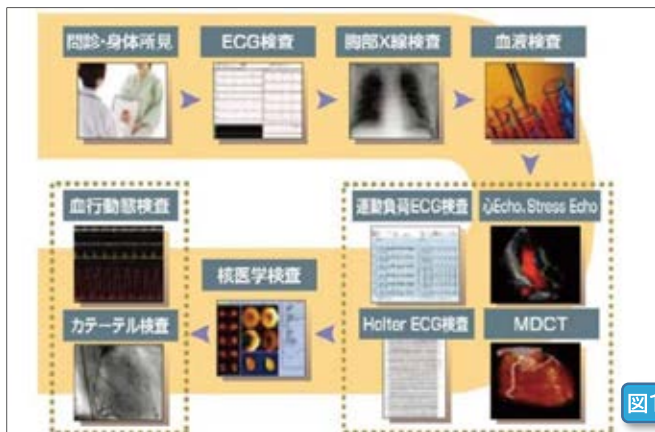 問診・身体所見
ECG検査
胸部X線検査
血液検査
運動負荷ECG検査
心Echo、Stress Echo
Holter ECG検査
MDCT
核医学検査
血行動態検査
カテーテル検査
図1